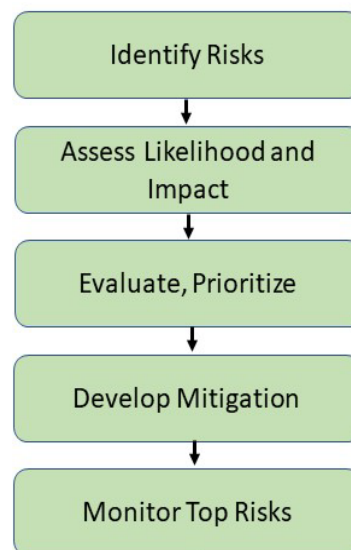 Identify Risks
Assess Likelihood and
Impact
Evaluate, Prioritize
Develop Mitigation
Monitor Top Risks